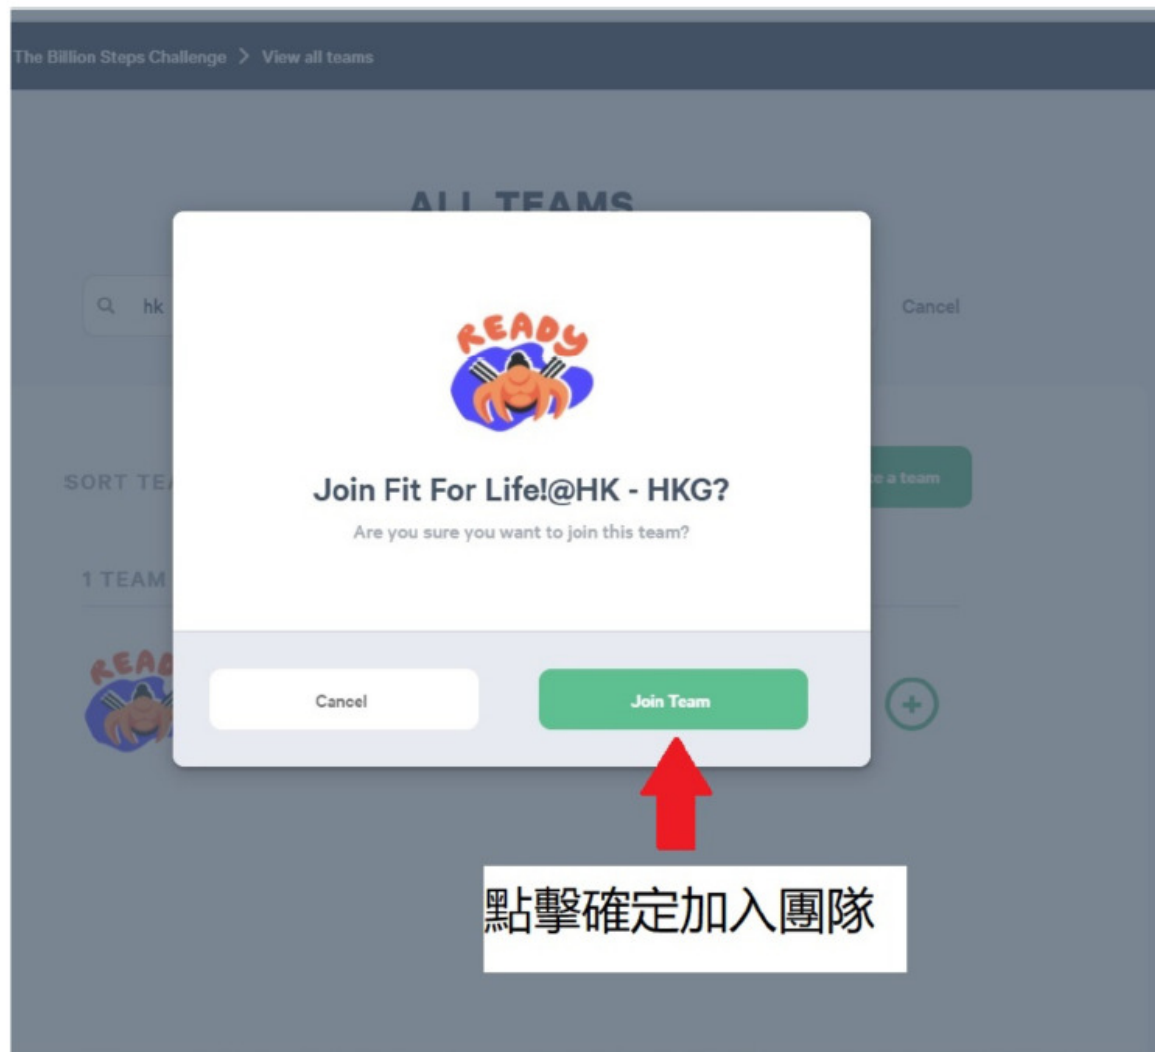 The Billion Steps Challenge > View all teams
ALL TEAMS
hk
Cancel
READY
Join Fit For Life!@HK - HKG?
Are you sure you want to join this team?
SORT
a team
1 TEAM
Cancel
Join Team
點擊確定加入團隊